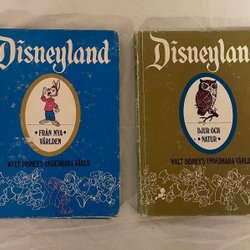 Disneyland
• FRÅN NYA •
VÄRLDEN
WALT DISNEY'S UNDERBARA VÄRLD
Disneyland
DJUR OCH
• NATUR •
WALT DISNEY'S UNDERBARA VÄRLD